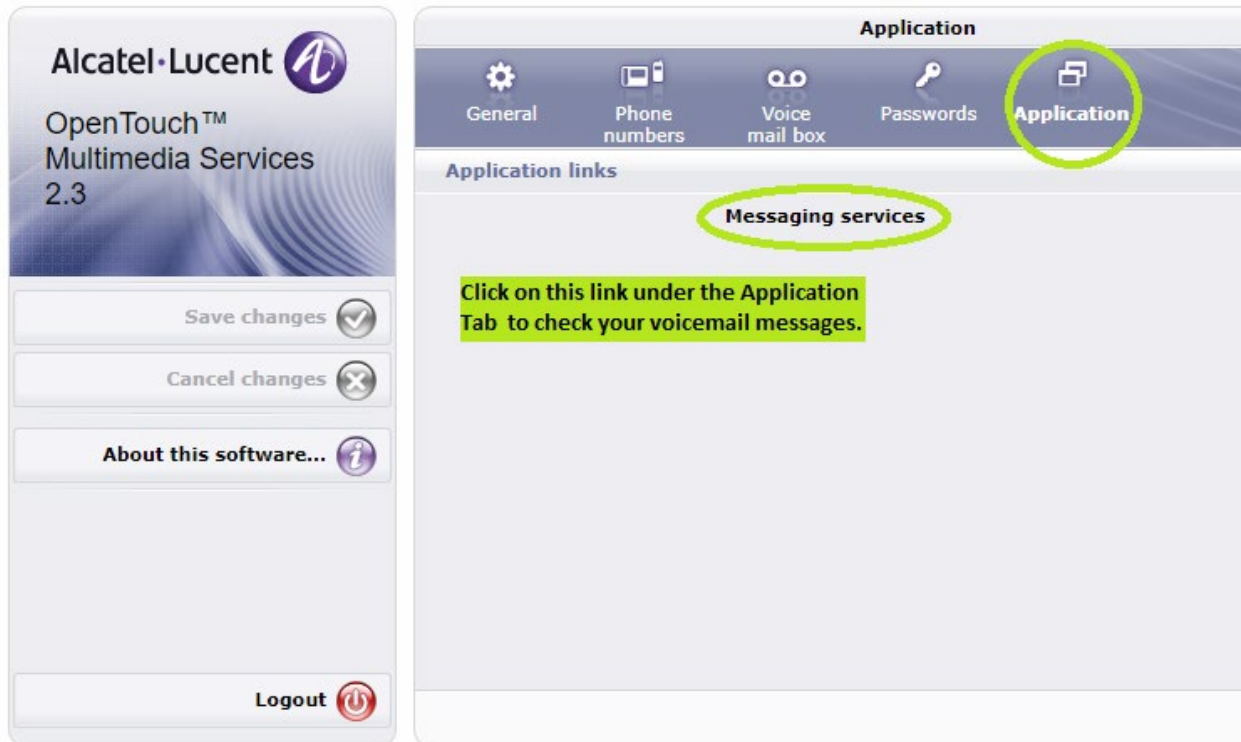 Alcatel·Lucent
OpenTouch™
Multimedia Services
2.3
Save changes
Cancel changes
About this software...
Logout
Application
General
Phone
numbers
Voice
mail box
Passwords
Application
Application links
Messaging services
Click on this link under the Application
Tab to check your voicemail messages.